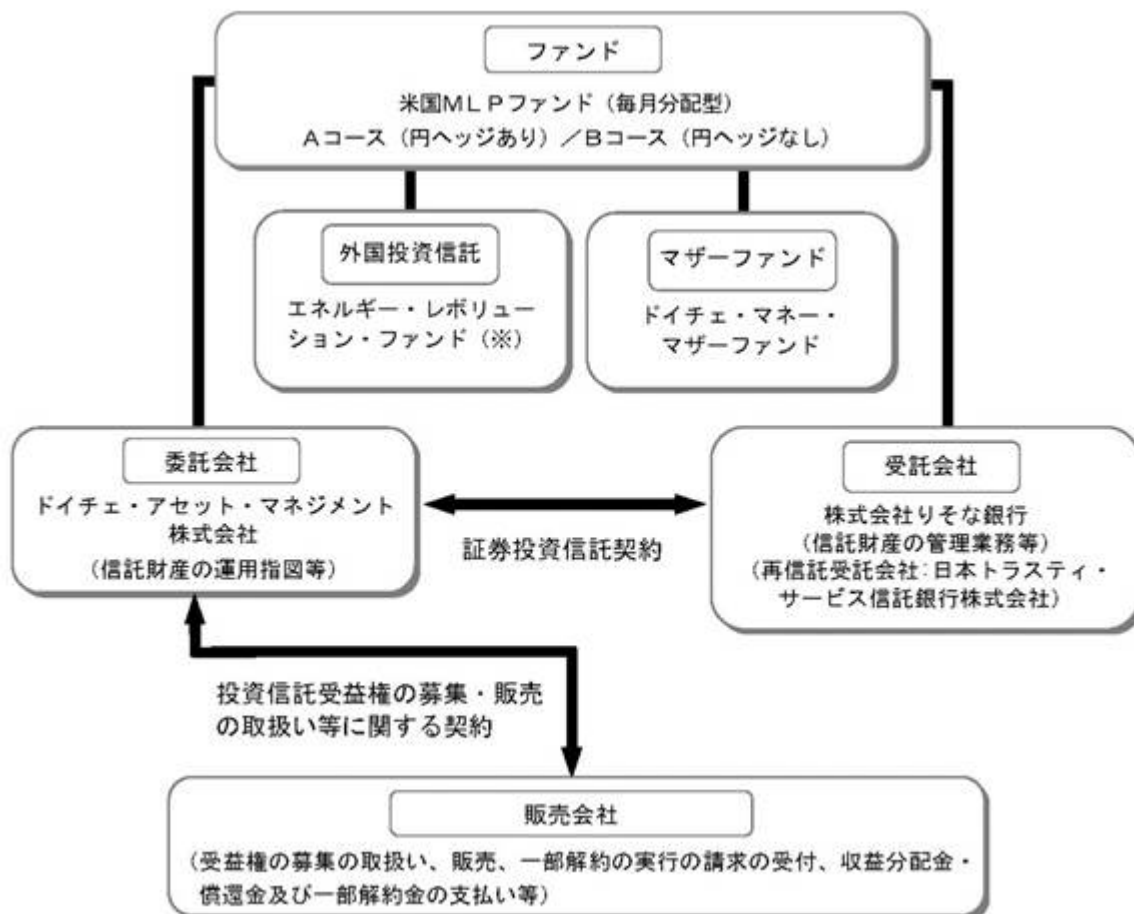 ファンド
米国MLPファンド（毎月分配型）
Aコース（円ヘッジあり）／Bコース（円ヘッジなし）
外国投資信託
エネルギー・レボリュー
ション・ファンド（※）
マザーファンド
ドイチェ・マネー・
マザーファンド
委託会社
ドイチェ・アセット・マネジメント
株式会社
（信託財産の運用指図等）
証券投資信託契約
受託会社
株式会社りそな銀行
（信託財産の管理業務等）
（再信託受託会社：日本トラスティ・
サービス信託銀行株式会社）
投資信託受益権の募集・販売
の取扱い等に関する契約
販売会社
（受益権の募集の取扱い、販売、一部解約の実行の請求の受付、収益分配金・
償還金及び一部解約金の支払い等）